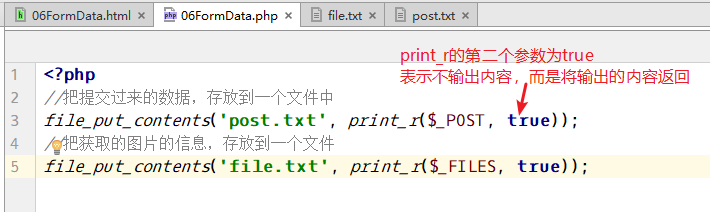 06FormData.html × 06FormData.php × file.txt × post.txt ×
print_r的第二个参数为true
表示不输出内容，而是将输出的内容返回
1 <?php
2 //把提交过来的数据，存放到一个文件中
3 file_put_contents('post.txt', print_r($_POST, true));
4 //把获取的图片的信息，存放到一个文件
5 file_put_contents('file.txt', print_r($_FILES, true));